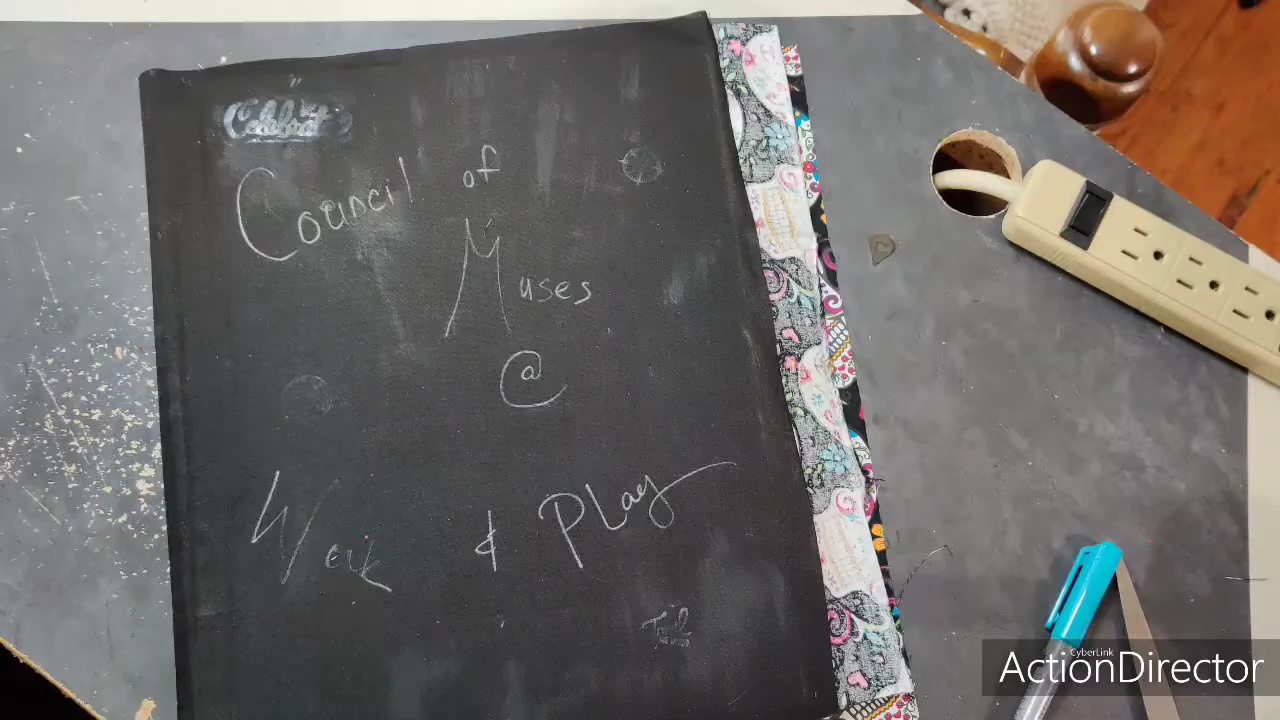 Celebrate
Council of
Muses
@
Work & Play
CyberLink
ActionDirector